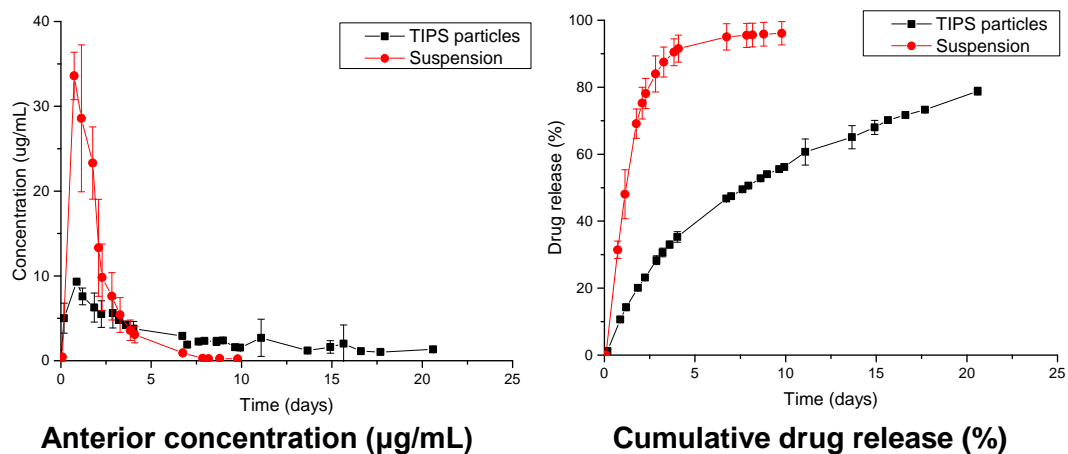 40
30
20
10
0
Concentration (ug/mL)
TIPS particles
Suspension
0 5 10 15 20 25
Time (days)
Anterior concentration (µg/mL)
100
80
60
40
20
0
Drug release (%)
TIPS particles
Suspension
0 5 10 15 20 25
Time (days)
Cumulative drug release (%)